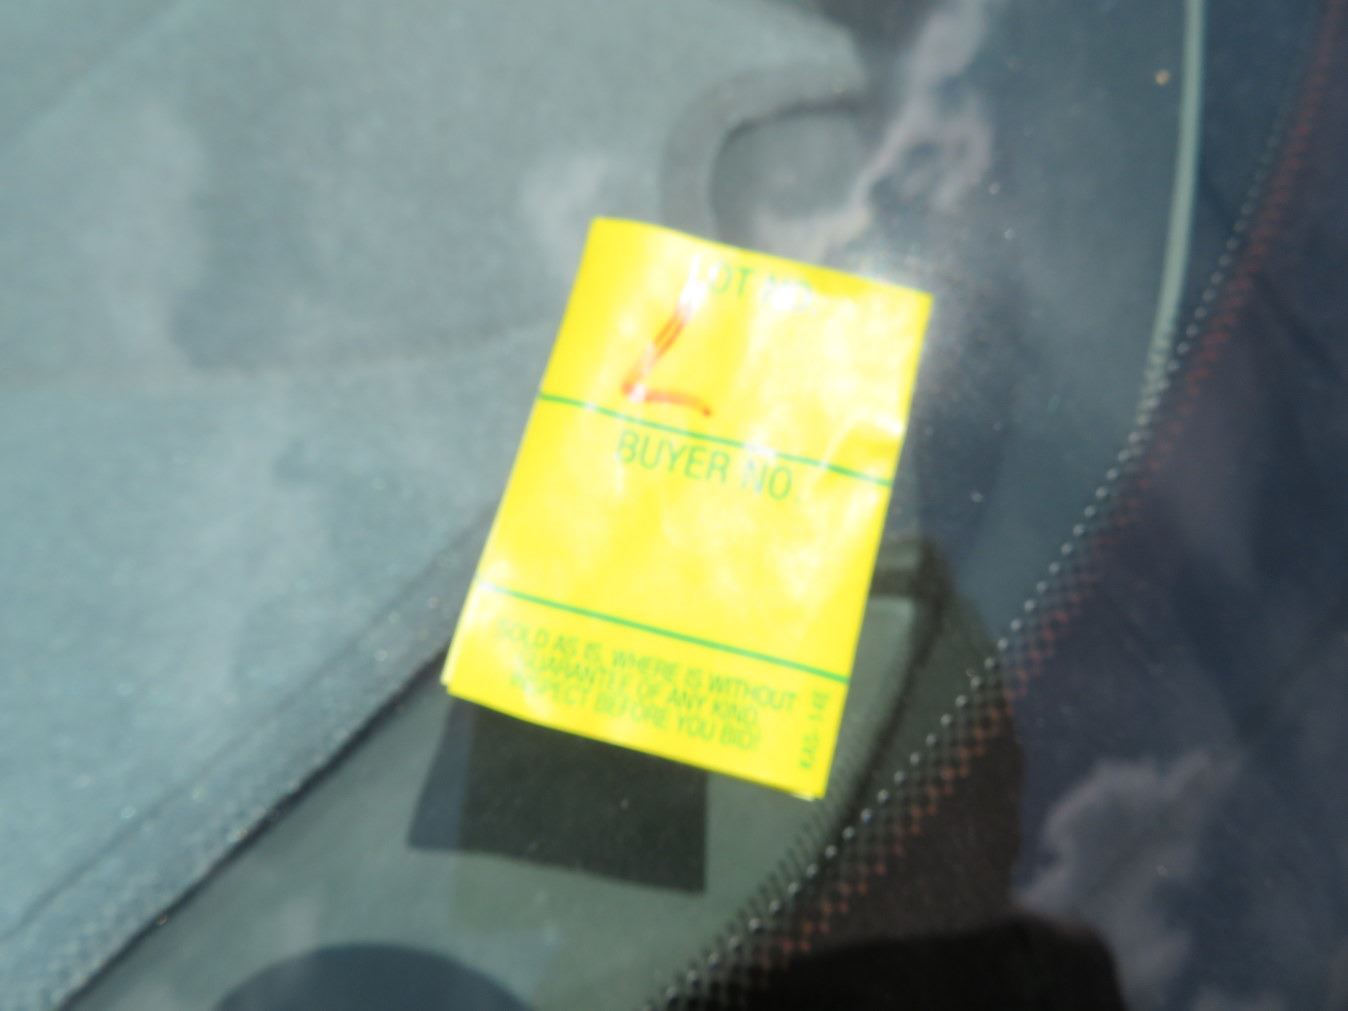 LOT NO
L
BUYER NO
SOLD AS IS, WHERE IS WITHOUT
GUARANTEE OF ANY KIND.
INSPECT BEFORE YOU BID!